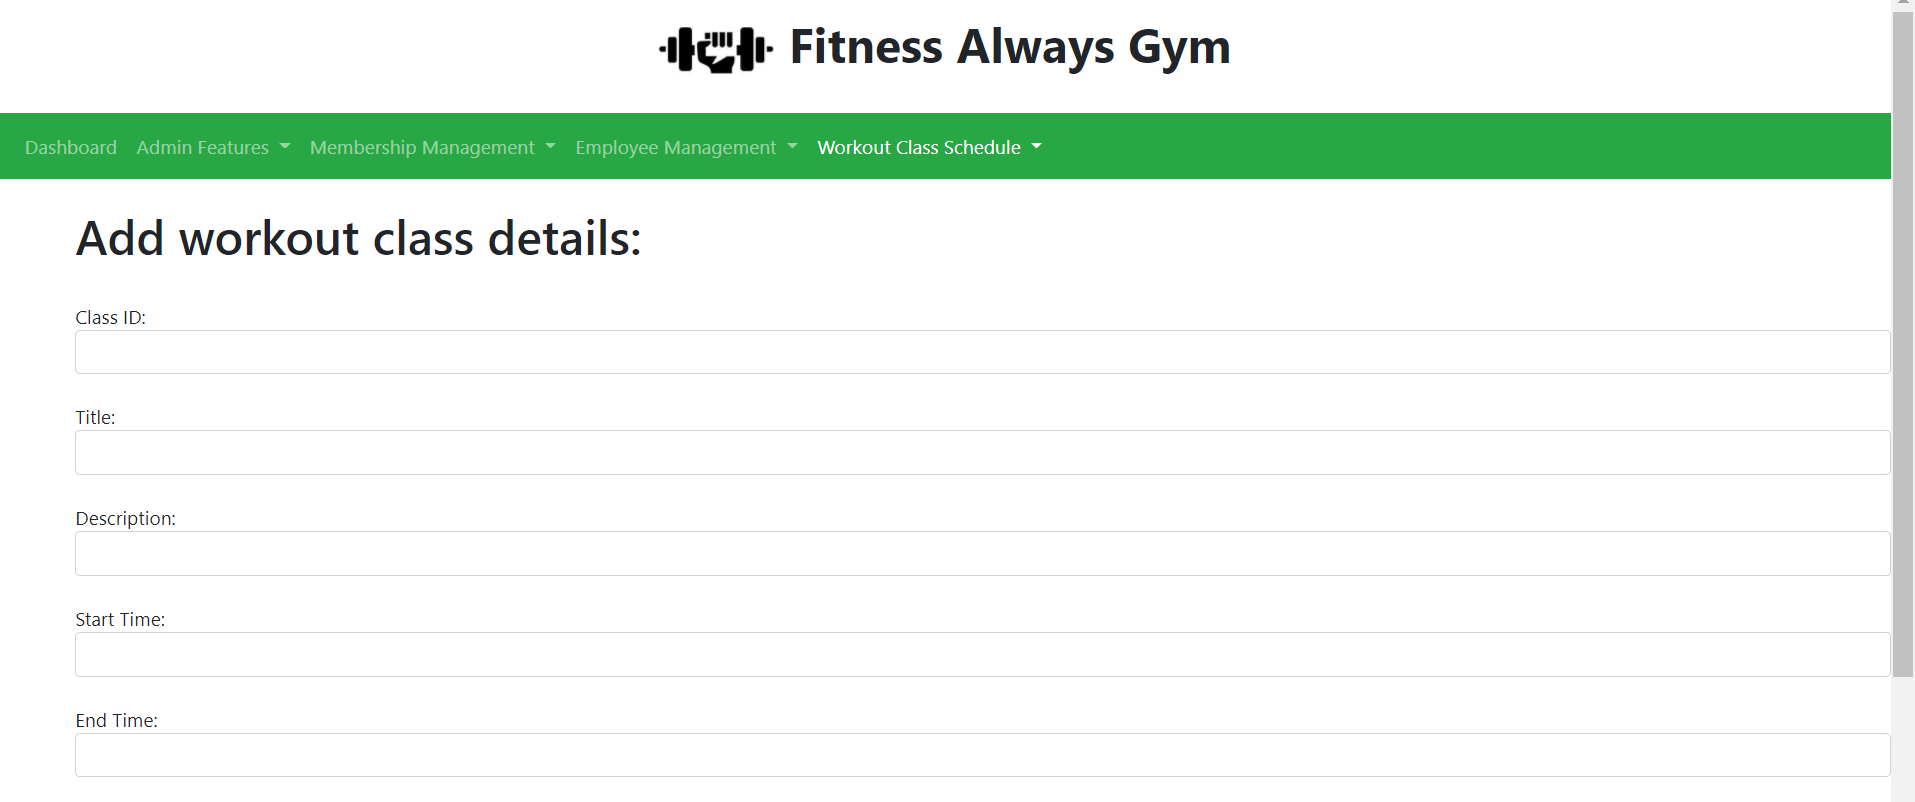 Fitness Always Gym
Dashboard Admin Features Membership Management Employee Management Workout Class Schedule
Add workout class details:
Class ID:
Title:
Description:
Start Time:
End Time: